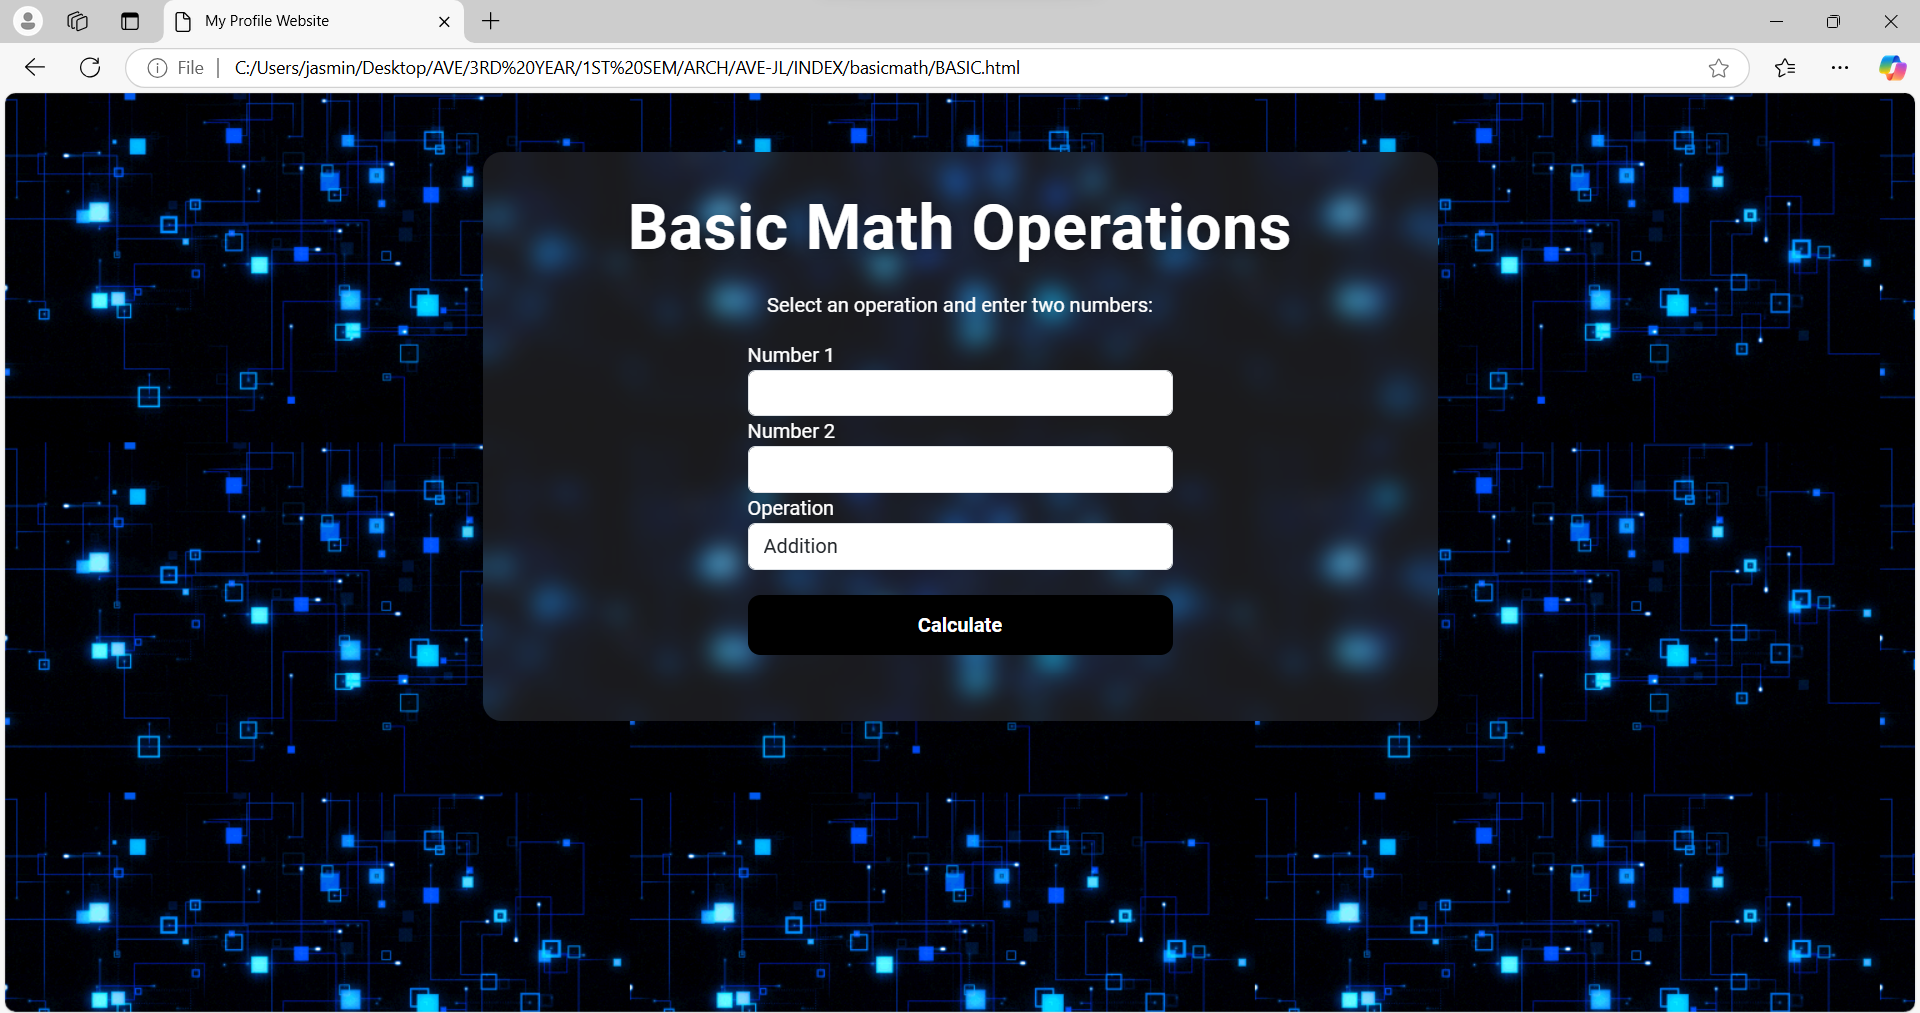 My Profile Website
File
C:/Users/jasmin/Desktop/AVE/3RD%20YEAR/1ST%20SEM/ARCH/AVE-JL/INDEX/basicmath/BASIC.html
Basic Math Operations
Select an operation and enter two numbers:
Number 1
Number 2
Operation
Addition
Calculate